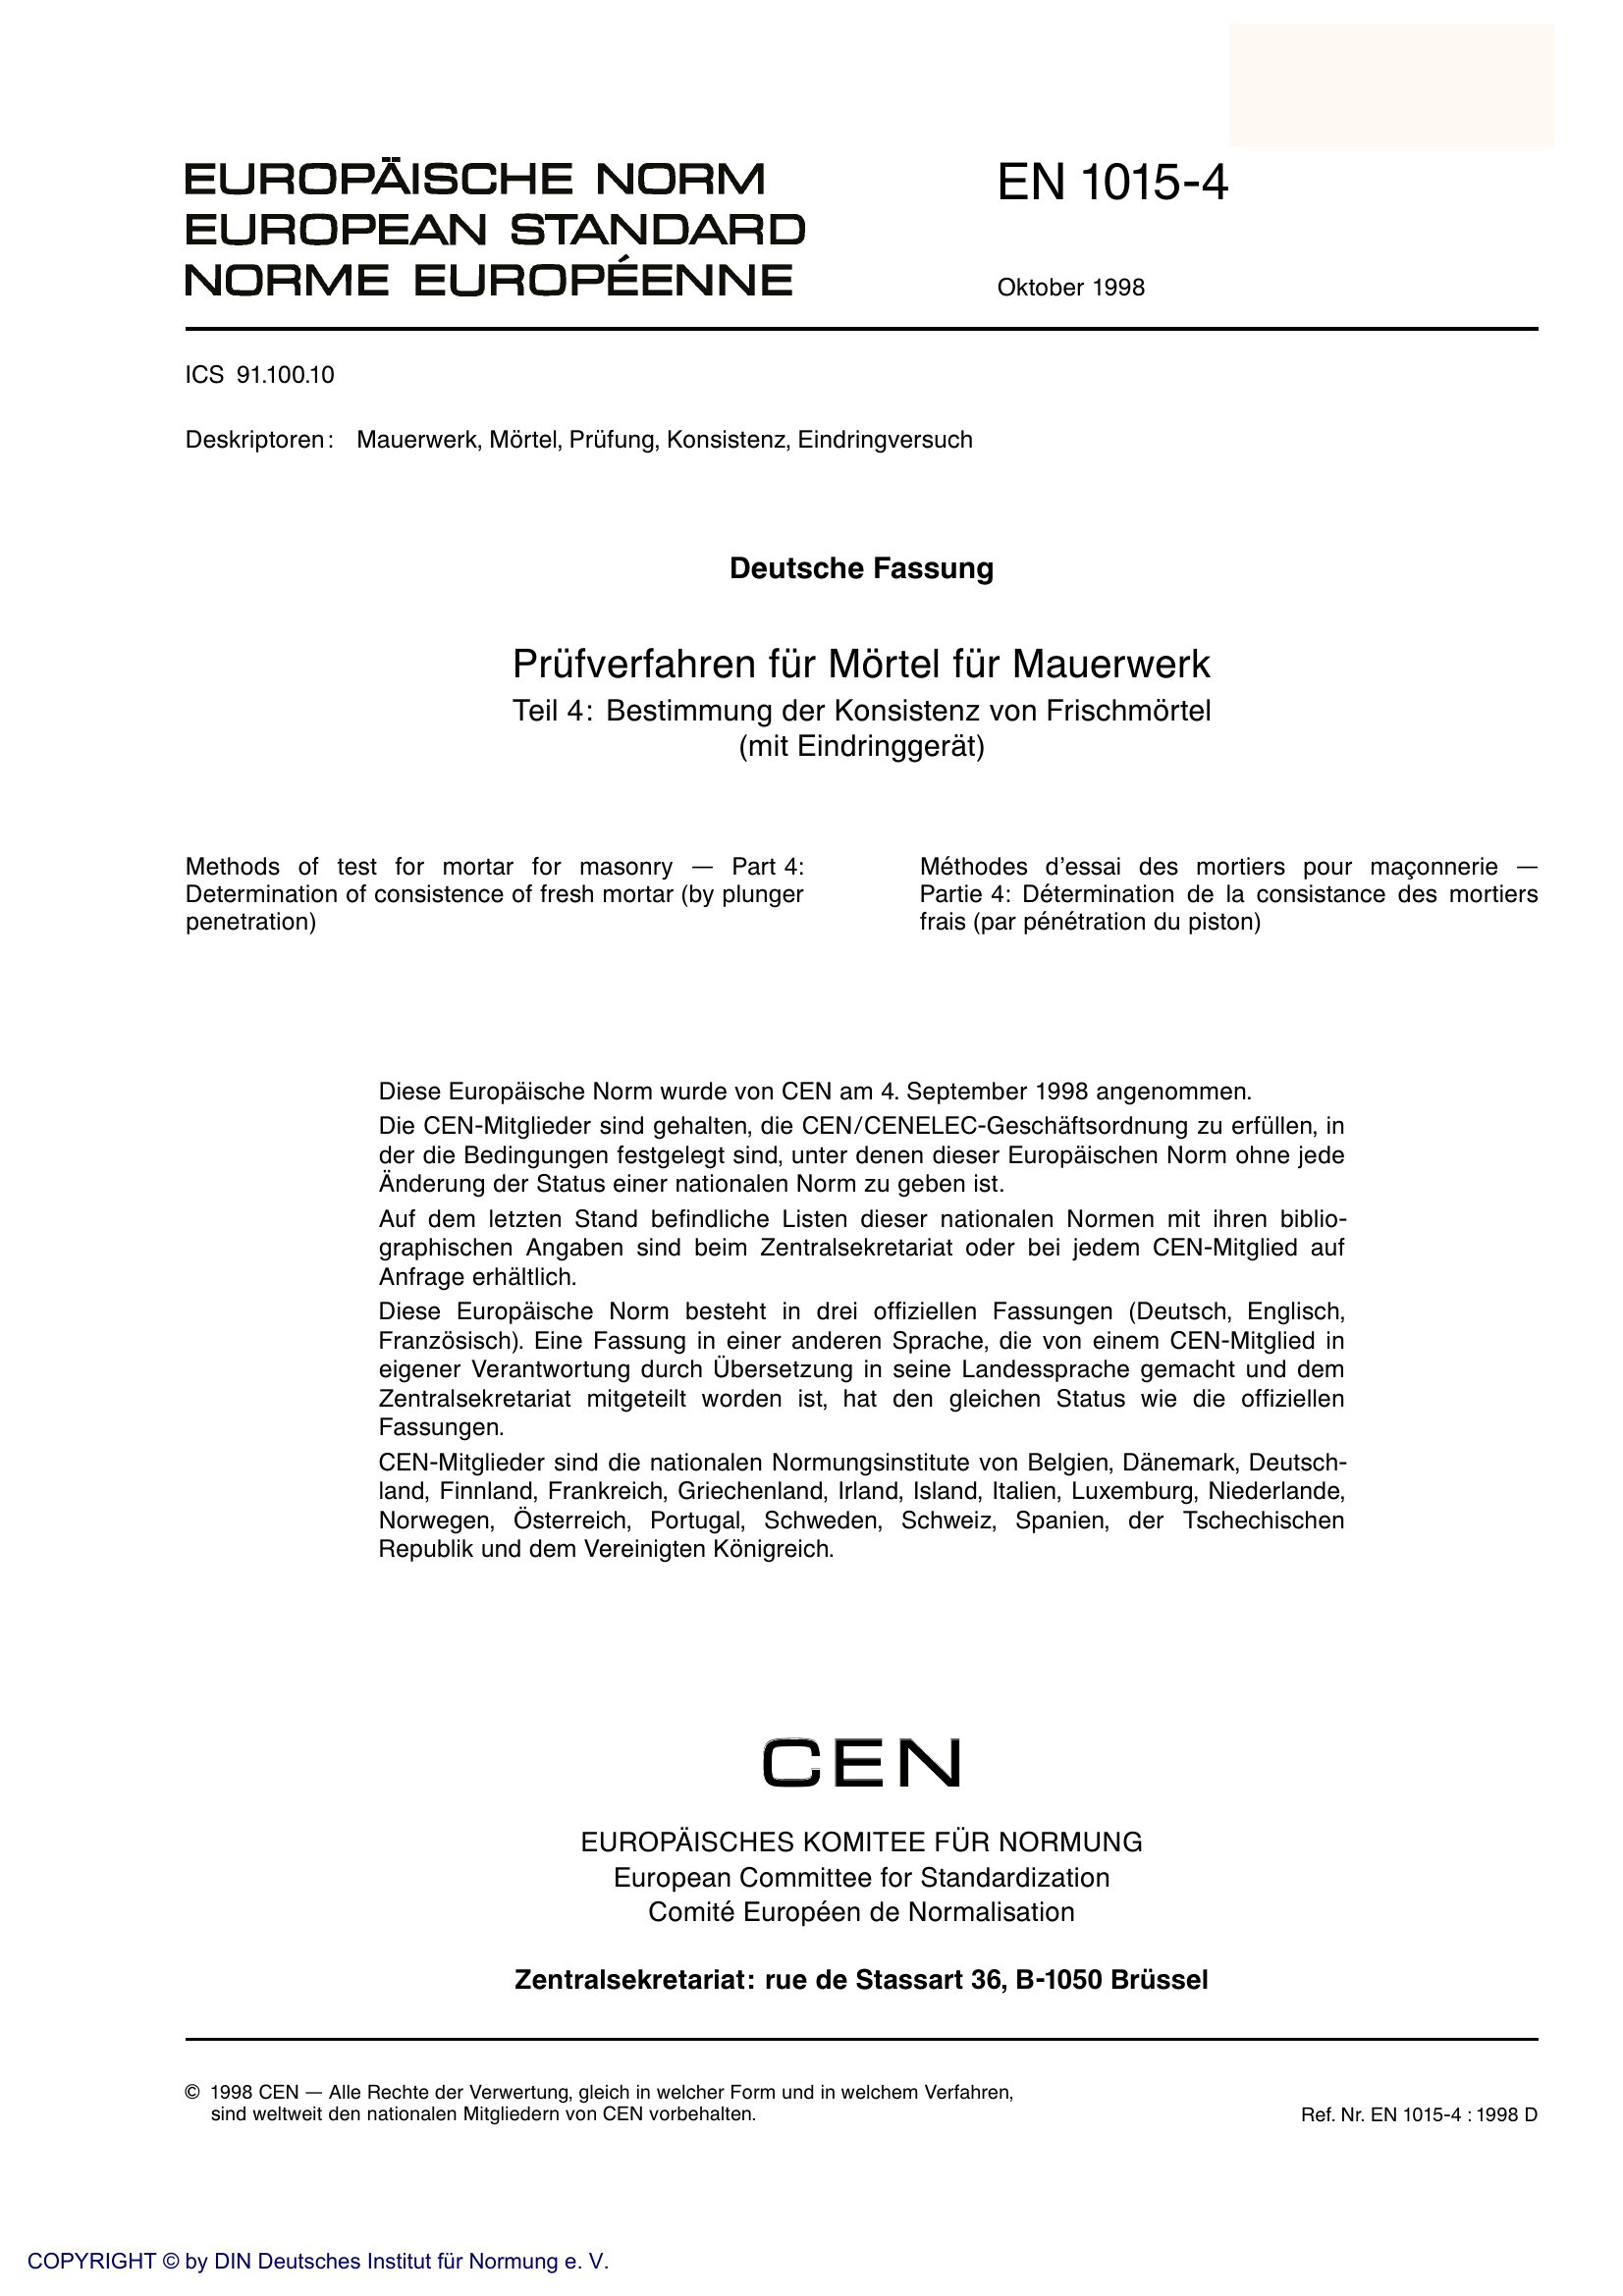 EUROPÄISCHE NORM
EUROPEAN STANDARD
NORME EUROPÉENNE
EN 1015-4
Oktober 1998
ICS 91.100.10
Deskriptoren: Mauerwerk, Mörtel, Prüfung, Konsistenz, Eindringversuch
Deutsche Fassung
Prüfverfahren für Mörtel für Mauerwerk
Teil 4: Bestimmung der Konsistenz von Frischmörtel
(mit Eindringgerät)
Methods of test for mortar for masonry — Part 4:
Determination of consistence of fresh mortar (by plunger
penetration)
Méthodes d'essai des mortiers pour maçonnerie —
Partie 4: Détermination de la consistance des mortiers
frais (par pénétration du piston)
Diese Europäische Norm wurde von CEN am 4. September 1998 angenommen.
Die CEN-Mitglieder sind gehalten, die CEN/CENELEC-Geschäftsordnung zu erfüllen, in
der die Bedingungen festgelegt sind, unter denen dieser Europäischen Norm ohne jede
Änderung der Status einer nationalen Norm zu geben ist.
Auf dem letzten Stand befindliche Listen dieser nationalen Normen mit ihren biblio-
graphischen Angaben sind beim Zentralsekretariat oder bei jedem CEN-Mitglied auf
Anfrage erhältlich.
Diese Europäische Norm besteht in drei offiziellen Fassungen (Deutsch, Englisch,
Französisch). Eine Fassung in einer anderen Sprache, die von einem CEN-Mitglied in
eigener Verantwortung durch Übersetzung in seine Landessprache gemacht und dem
Zentralsekretariat mitgeteilt worden ist, hat den gleichen Status wie die offiziellen
Fassungen.
CEN-Mitglieder sind die nationalen Normungsinstitute von Belgien, Dänemark, Deutsch-
land, Finnland, Frankreich, Griechenland, Irland, Island, Italien, Luxemburg, Niederlande,
Norwegen, Österreich, Portugal, Schweden, Schweiz, Spanien, der Tschechischen
Republik und dem Vereinigten Königreich.
CEN
EUROPÄISCHES KOMITEE FÜR NORMUNG
European Committee for Standardization
Comité Européen de Normalisation
Zentralsekretariat: rue de Stassart 36, B-1050 Brüssel
© 1998 CEN — Alle Rechte der Verwertung, gleich in welcher Form und in welchem Verfahren,
sind weltweit den nationalen Mitgliedern von CEN vorbehalten.
Ref. Nr. EN 1015-4 : 1998 D
COPYRIGHT © by DIN Deutsches Institut für Normung e. V.